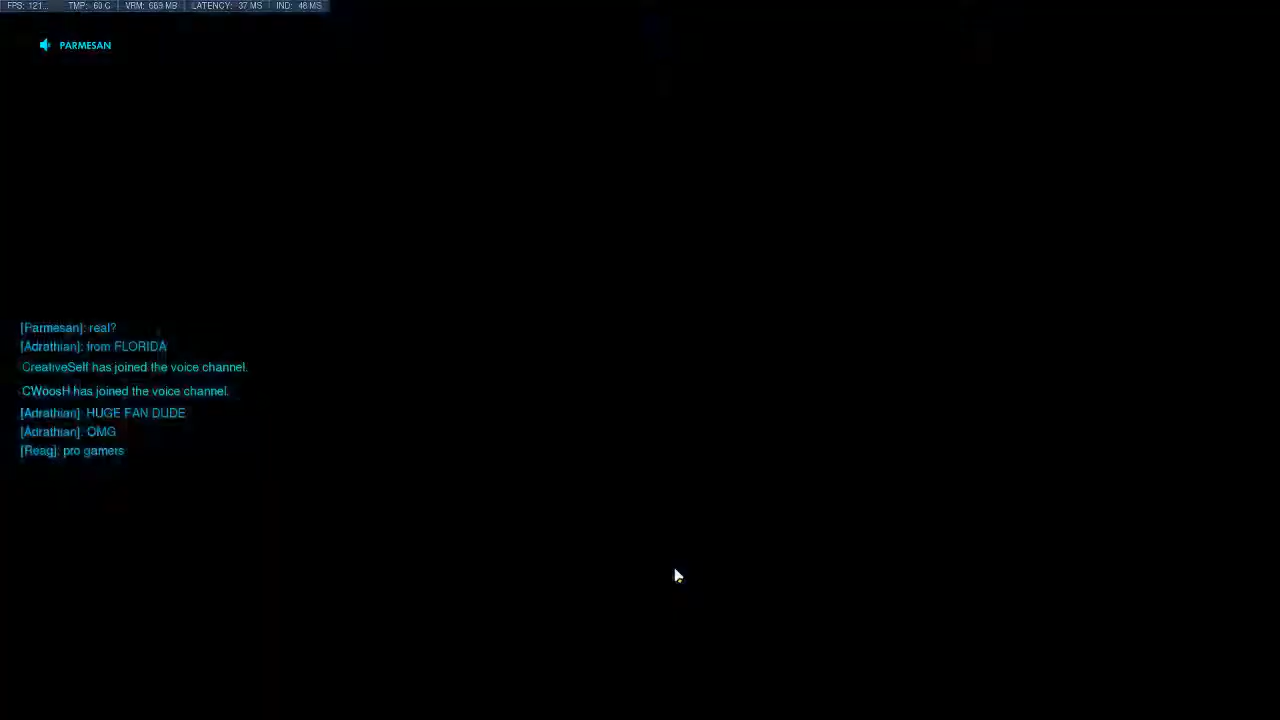 FPS: 121... TMP: 60 C | VRM: 669 MB | LATENCY: 37 MS | IND: 48 MS
PARMESAN
[Parmesan]: real?
[Adrathian]: from FLORIDA
CreativeSelf has joined the voice channel.
CWoosH has joined the voice channel.
[Adrathian]: HUGE FAN DUDE
[Adrathian]: OMG
[Reag]: pro gamers